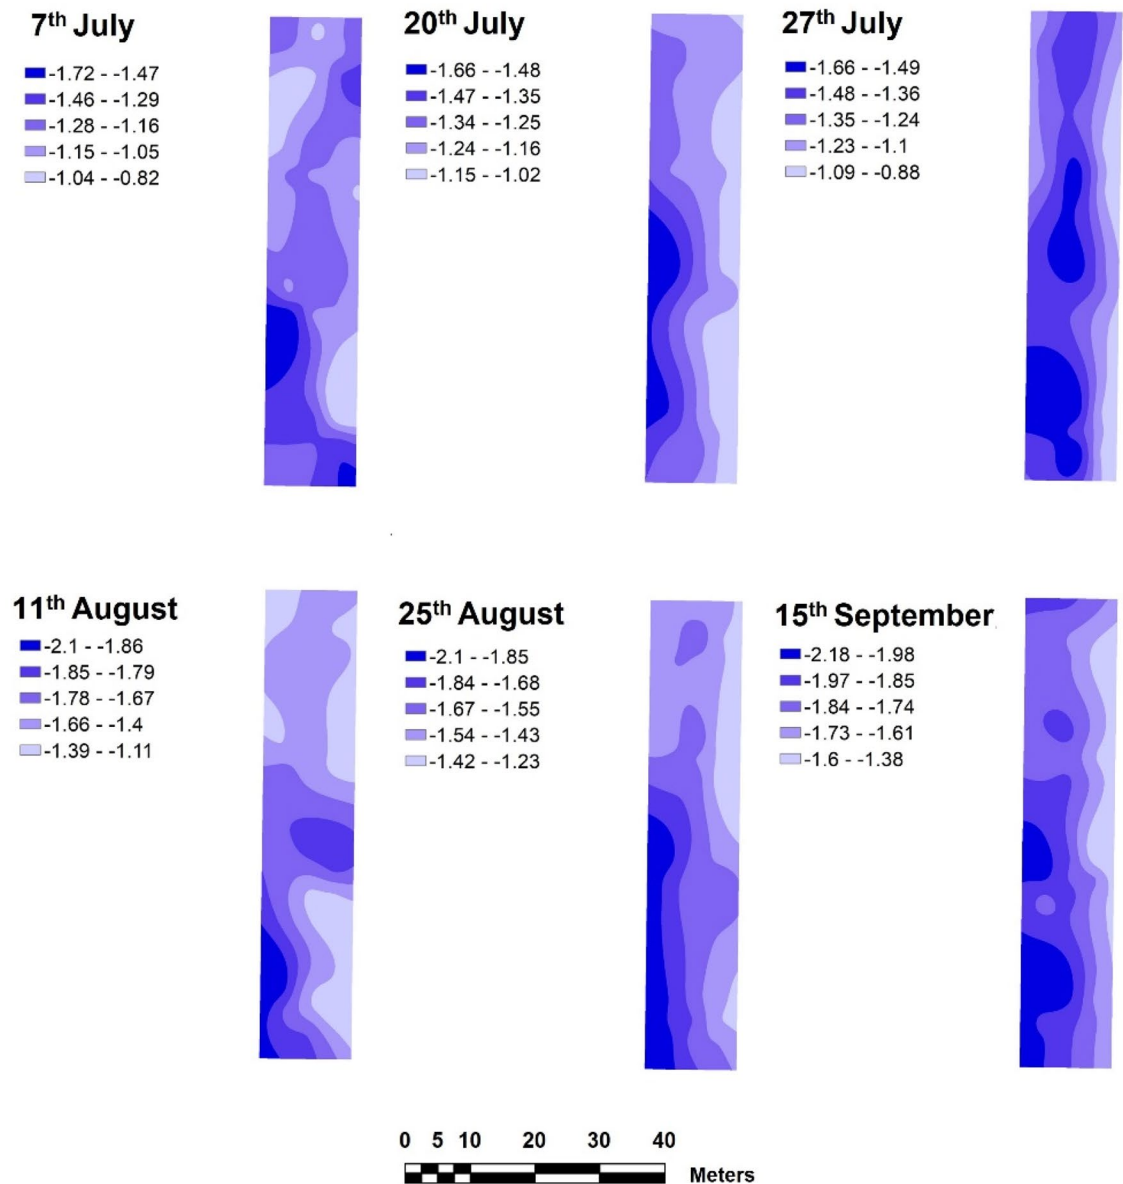 7th July
-1.72 - -1.47
-1.46 - -1.29
-1.28 - -1.16
-1.15 - -1.05
-1.04 - -0.82
20th July
-1.66 - -1.48
-1.47 - -1.35
-1.34 - -1.25
-1.24 - -1.16
-1.15 - -1.02
27th July
-1.66 - -1.49
-1.48 - -1.36
-1.35 - -1.24
-1.23 - -1.1
-1.09 - -0.88
11th August
-2.1 - -1.86
-1.85 - -1.79
-1.78 - -1.67
-1.66 - -1.4
-1.39 - -1.11
25th August
-2.1 - -1.85
-1.84 - -1.68
-1.67 - -1.55
-1.54 - -1.43
-1.42 - -1.23
15th September
-2.18 - -1.98
-1.97 - -1.85
-1.84 - -1.74
-1.73 - -1.61
-1.6 - -1.38
0 5 10 20 30 40
Meters